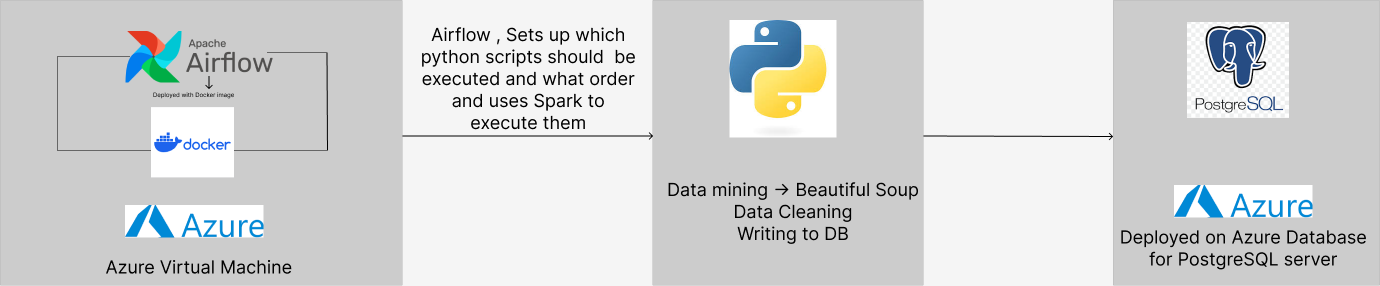 Apache
Airflow
Deployed with Docker image
docker
Azure
Azure Virtual Machine
Airflow , Sets up which
python scripts should be
executed and what order
and uses Spark to
execute them
Data mining → Beautiful Soup
Data Cleaning
Writing to DB
PostgreSQL
Azure
Deployed on Azure Database
for PostgreSQL server